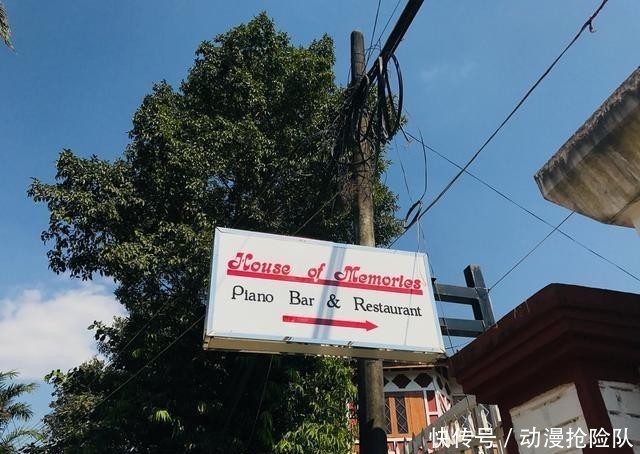 House of Memories
Piano Bar & Restaurant
快传号 / 动漫抢险队